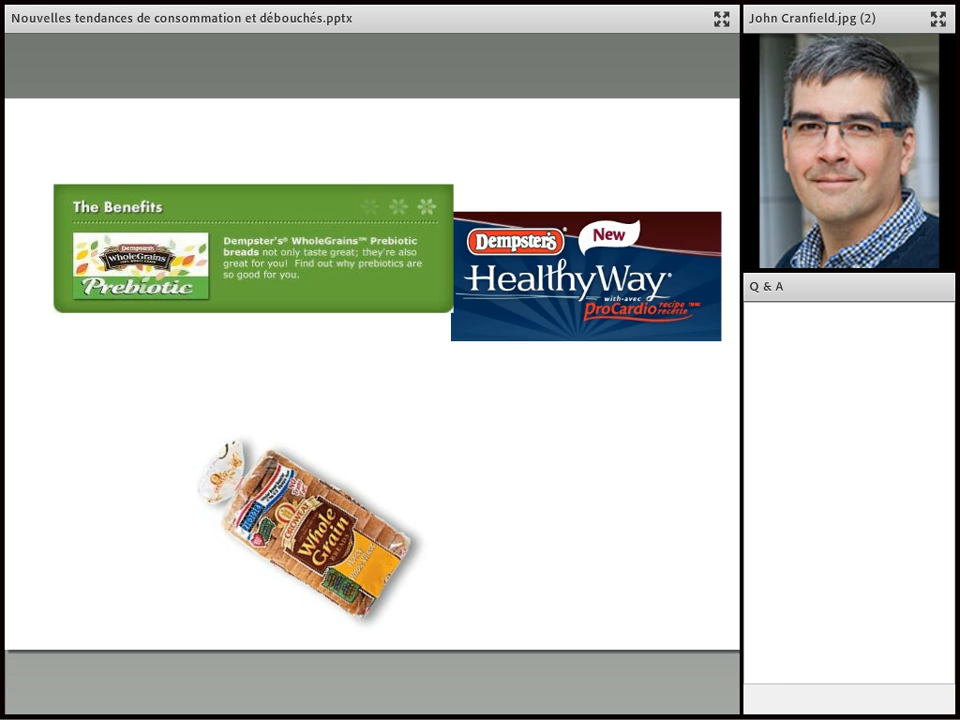 Nouvelles tendances de consommation et débouchés.pptx
John Cranfield.jpg (2)
Q & A
The Benefits
Dempster's
WholeGrains
Prebiotic
Dempster's® WholeGrains™ Prebiotic
breads not only taste great; they're also
great for you! Find out why prebiotics are
so good for you.
Dempster's
New
HealthyWay
with·avec
ProCardio recipe
recette
Whole
Grain